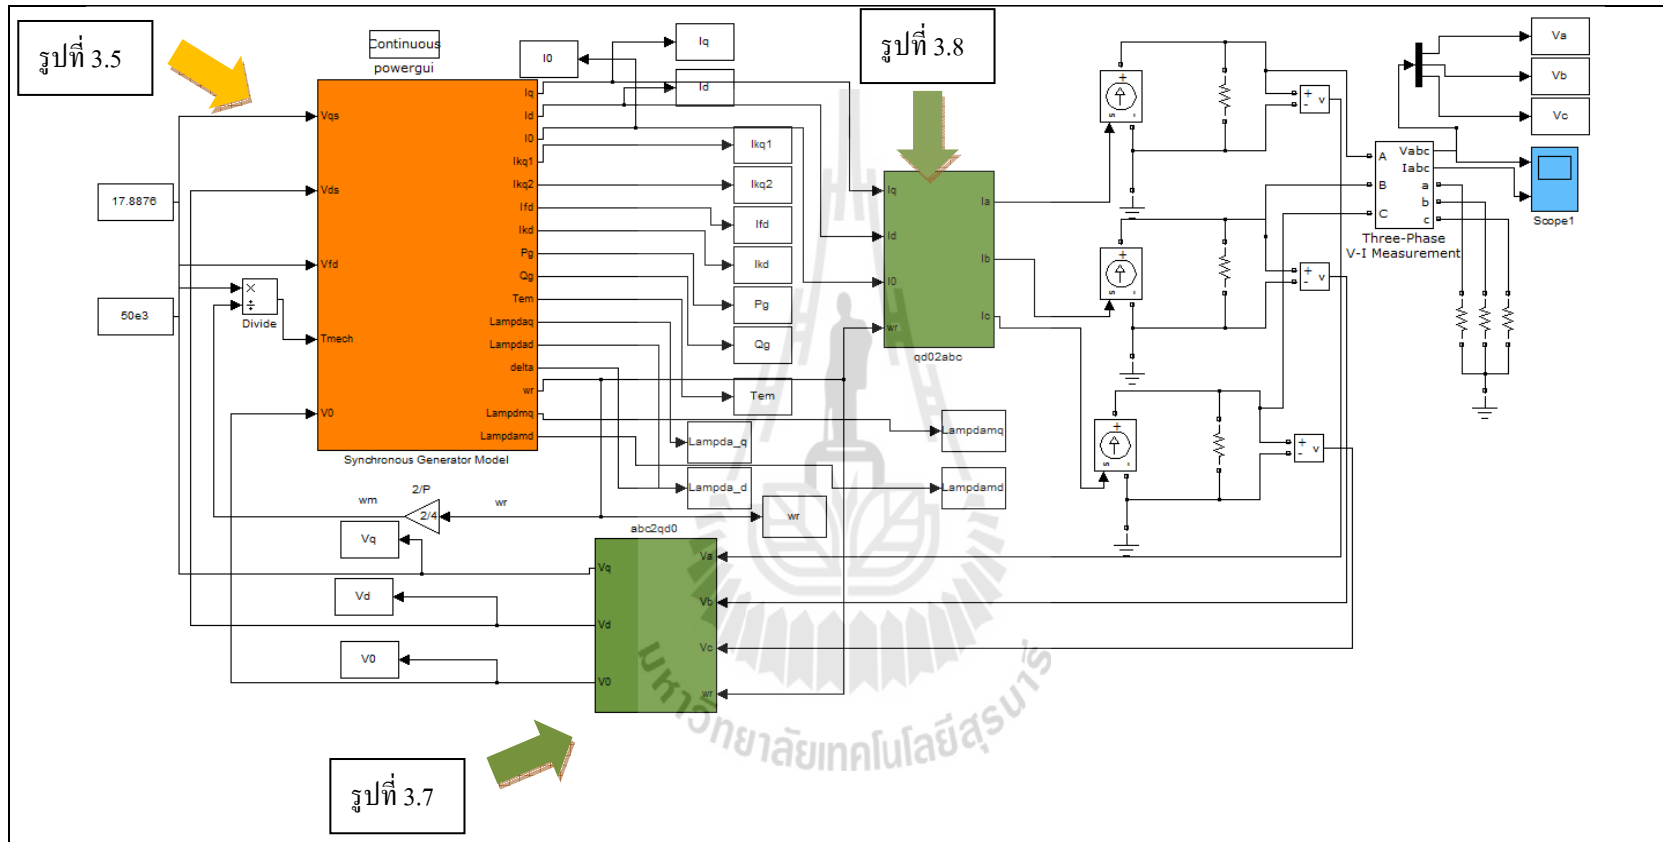 รูปที่ 3.5
Continuous
powergui
I0
Iq
Id
รูปที่ 3.8
Va
Vb
Vc
Vqs
Vds
Vfd
Tmech
V0
Iq
Id
I0
Ikq1
Ikq2
Ifd
Ikd
Pg
Qg
Tem
Lampdaq
Lampdad
delta
wr
Lampdmq
Lampdamd
Synchronous Generator Model
17.8876
50e3
×
÷
Divide
Ikq1
Ikq2
Ifd
Ikd
Pg
Qg
Tem
Lampda_q
Lampda_d
wr
Lampdamq
Lampdamd
Iq
Id
I0
wr
Ia
Ib
Ic
qd02abc
+
s
-
+
-
v
+
s
-
+
-
v
+
s
-
+
-
v
A
B
C
Vabc
Iabc
a
b
c
Three-Phase
V-I Measurement
Scope1
wm
2/P
2/4
wr
Vq
Vd
V0
abc2qd0
Vq
Vd
V0
Va
Vb
Vc
wr
รูปที่ 3.7
มหาวิทยาลัยเทคโนโลยีสุรนารี